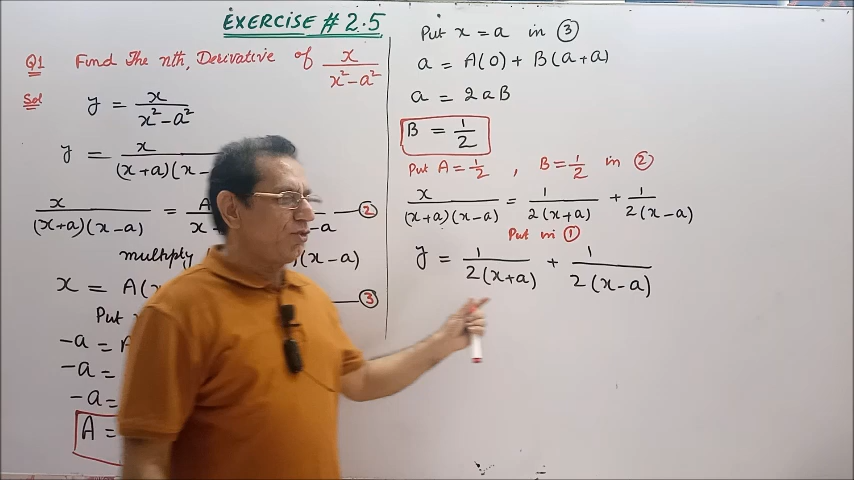 EXERCISE # 2.5
Q1 Find The nth, Derivative of x / x² - a²
Sol y = x / x² - a²
y = x / (x+a)(x-
x / (x+a)(x-a) = A / x - a ②
multiply (x-a)
x = A(x ③
Put
-a = A
-a =
-a =
A =
Put x = a in ③
a = A(0) + B(a+a)
a = 2aB
B = 1/2
Put A = 1/2 , B = 1/2 in ②
x / (x+a)(x-a) = 1 / 2(x+a) + 1 / 2(x-a)
Put in ①
y = 1 / 2(x+a) + 1 / 2(x-a)